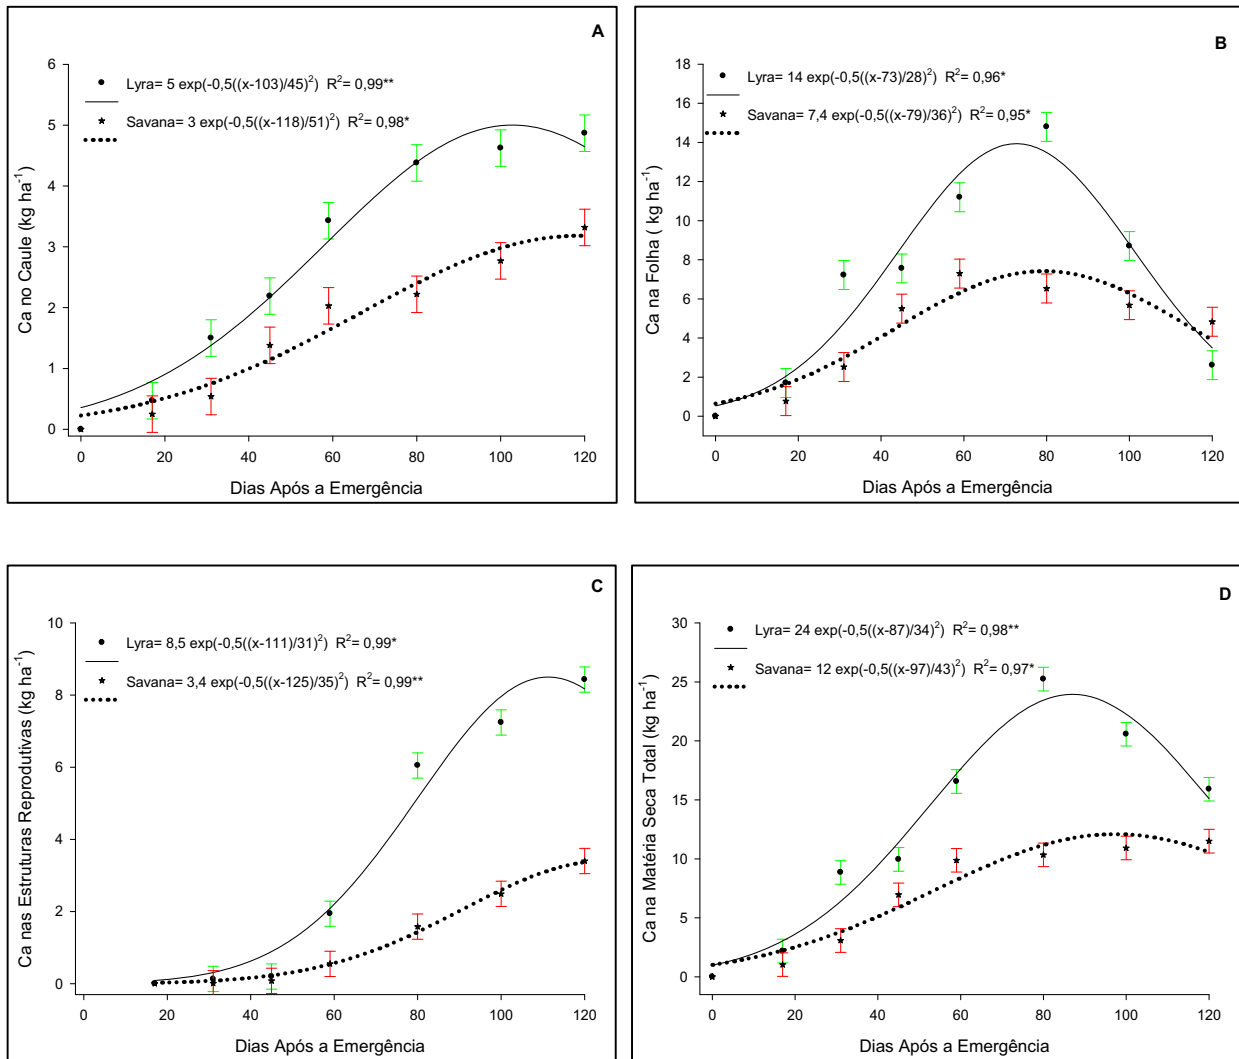 A
6
5
4
3
2
1
0
Ca no Caule (kg ha⁻¹)
Lyra= 5 exp(-0,5((x-103)/45)²) R²= 0,99**
Savana= 3 exp(-0,5((x-118)/51)²) R²= 0,98*
0 20 40 60 80 100 120
Dias Após a Emergência
B
18
16
14
12
10
8
6
4
2
0
Ca na Folha ( kg ha⁻¹)
Lyra= 14 exp(-0,5((x-73)/28)²) R²= 0,96*
Savana= 7,4 exp(-0,5((x-79)/36)²) R²= 0,95*
0 20 40 60 80 100 120
Dias Após a Emergência
C
10
8
6
4
2
0
Ca nas Estruturas Reprodutivas (kg ha⁻¹)
Lyra= 8,5 exp(-0,5((x-111)/31)²) R²= 0,99*
Savana= 3,4 exp(-0,5((x-125)/35)²) R²= 0,99**
0 20 40 60 80 100 120
Dias Após a Emergência
D
30
25
20
15
10
5
0
Ca na Matéria Seca Total (kg ha⁻¹)
Lyra= 24 exp(-0,5((x-87)/34)²) R²= 0,98**
Savana= 12 exp(-0,5((x-97)/43)²) R²= 0,97*
0 20 40 60 80 100 120
Dias Após a Emergência